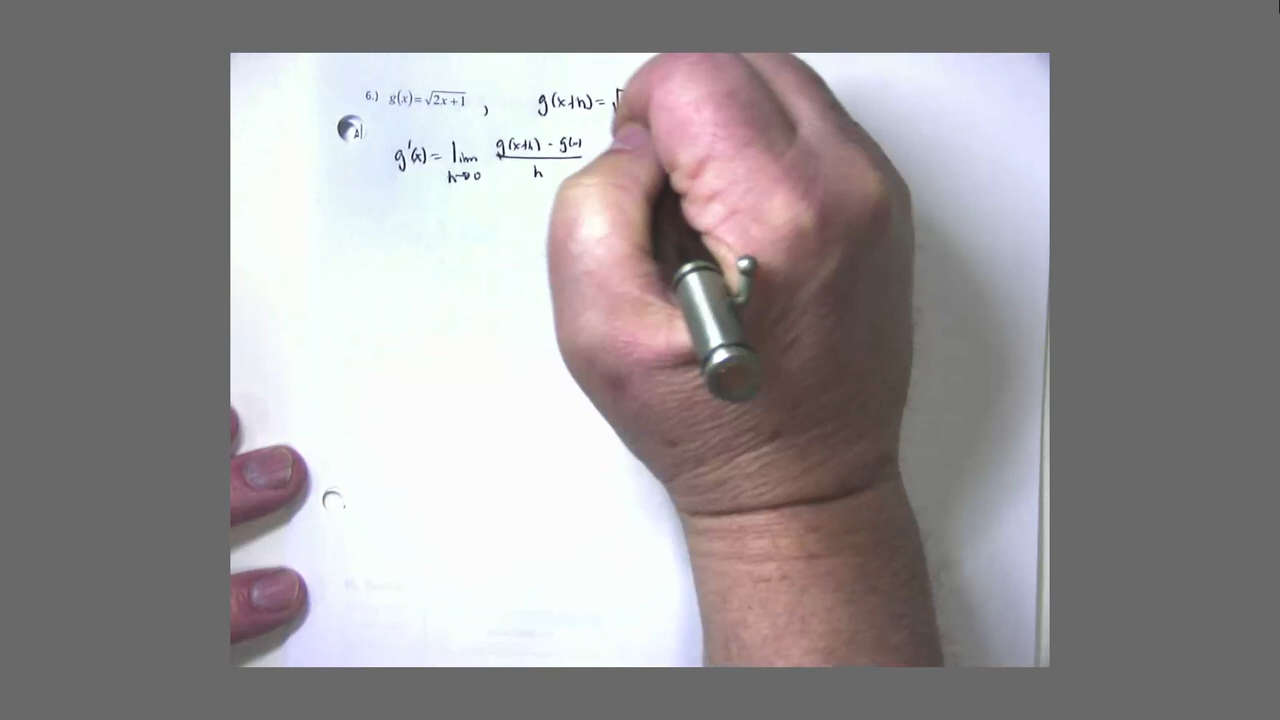 6.) g(x)=√2x+1 , g(x+h)=√
g'(x) = lim h→0 g(x+h) - g(x) / h